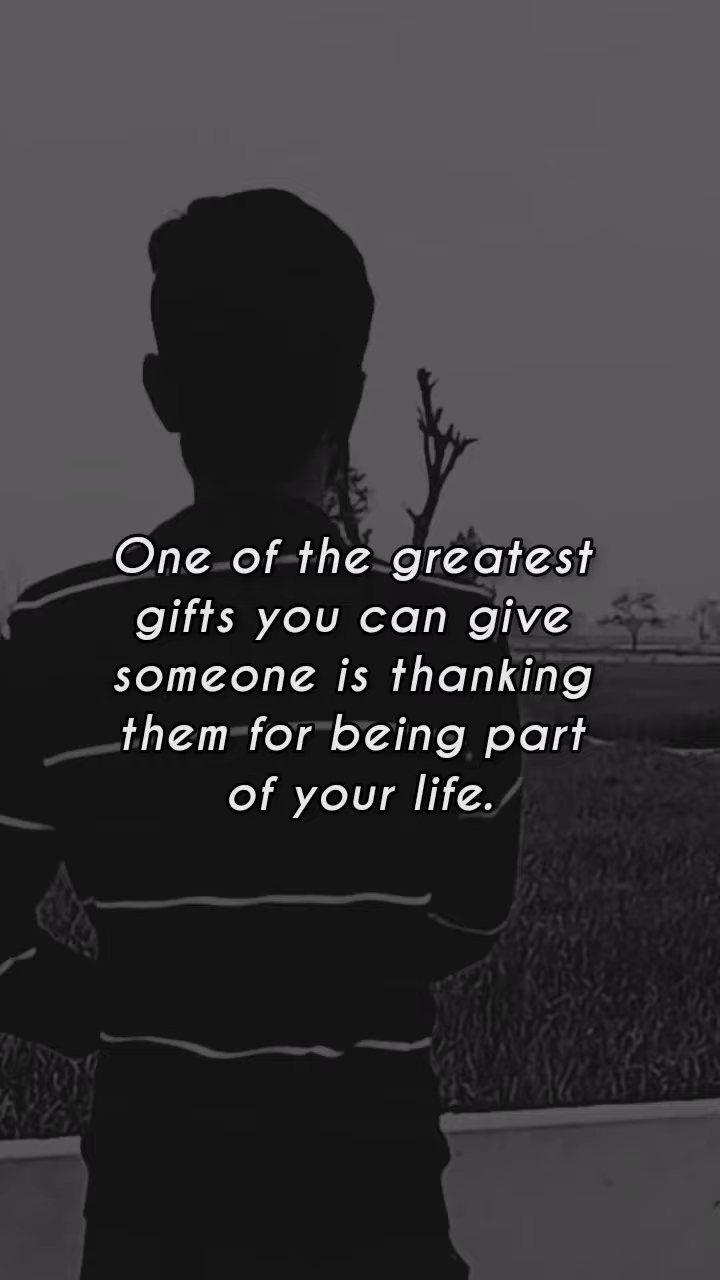 One of the greatest
gifts you can give
someone is thanking
them for being part
of your life.